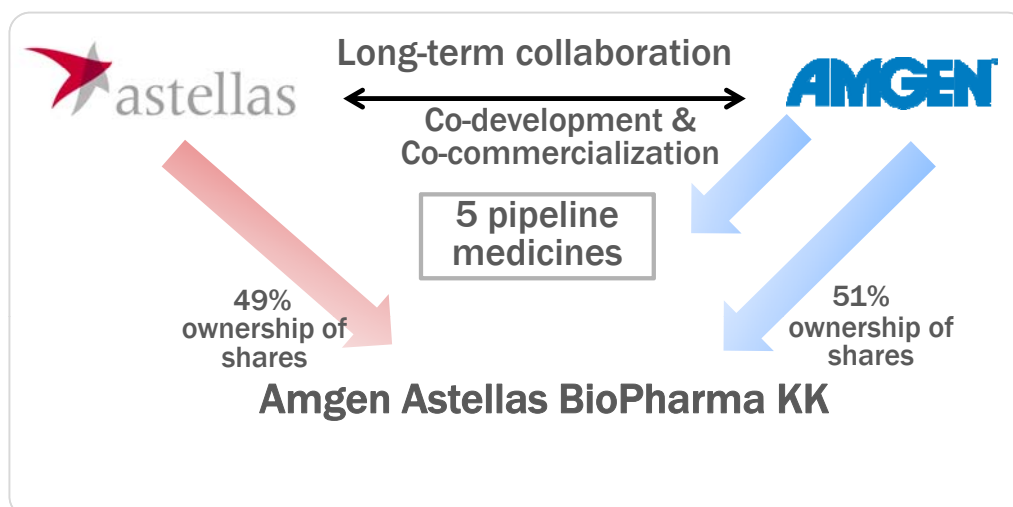 astellas
Long-term collaboration
AMGEN
Co-development &
Co-commercialization
5 pipeline
medicines
49%
ownership of
shares
51%
ownership of
shares
Amgen Astellas BioPharma KK